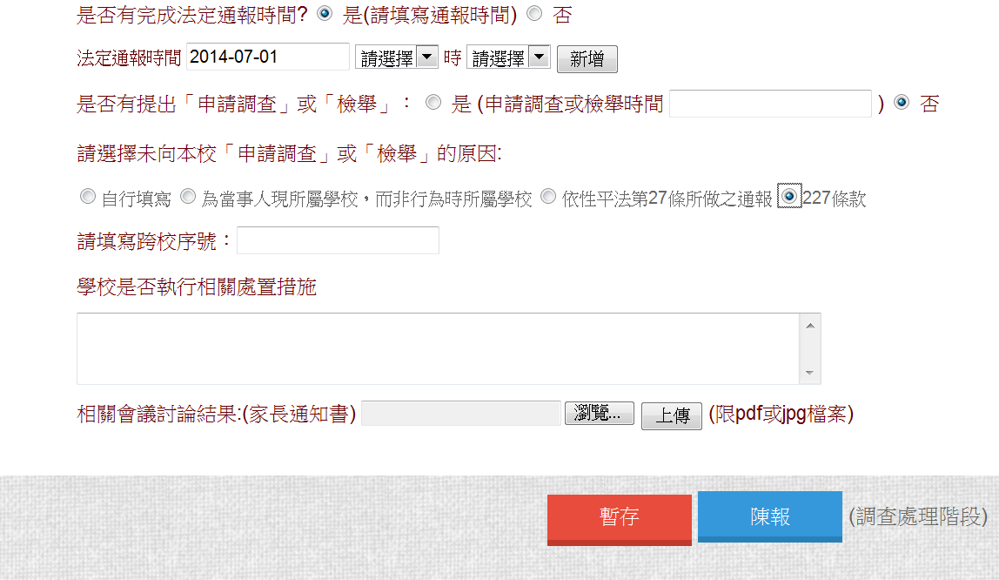 是否有完成法定通報時間? 是(請填寫通報時間) 否
法定通報時間 2014-07-01 請選擇 時 請選擇 新增
是否有提出「申請調查」或「檢舉」： 是 (申請調查或檢舉時間 ) 否
請選擇未向本校「申請調查」或「檢舉」的原因:
自行填寫 為當事人現所屬學校，而非行為時所屬學校 依性平法第27條所做之通報 227條款
請填寫跨校序號：
學校是否執行相關處置措施
相關會議討論結果:(家長通知書) 瀏覽... 上傳 (限pdf或jpg檔案)
暫存 陳報 (調查處理階段)